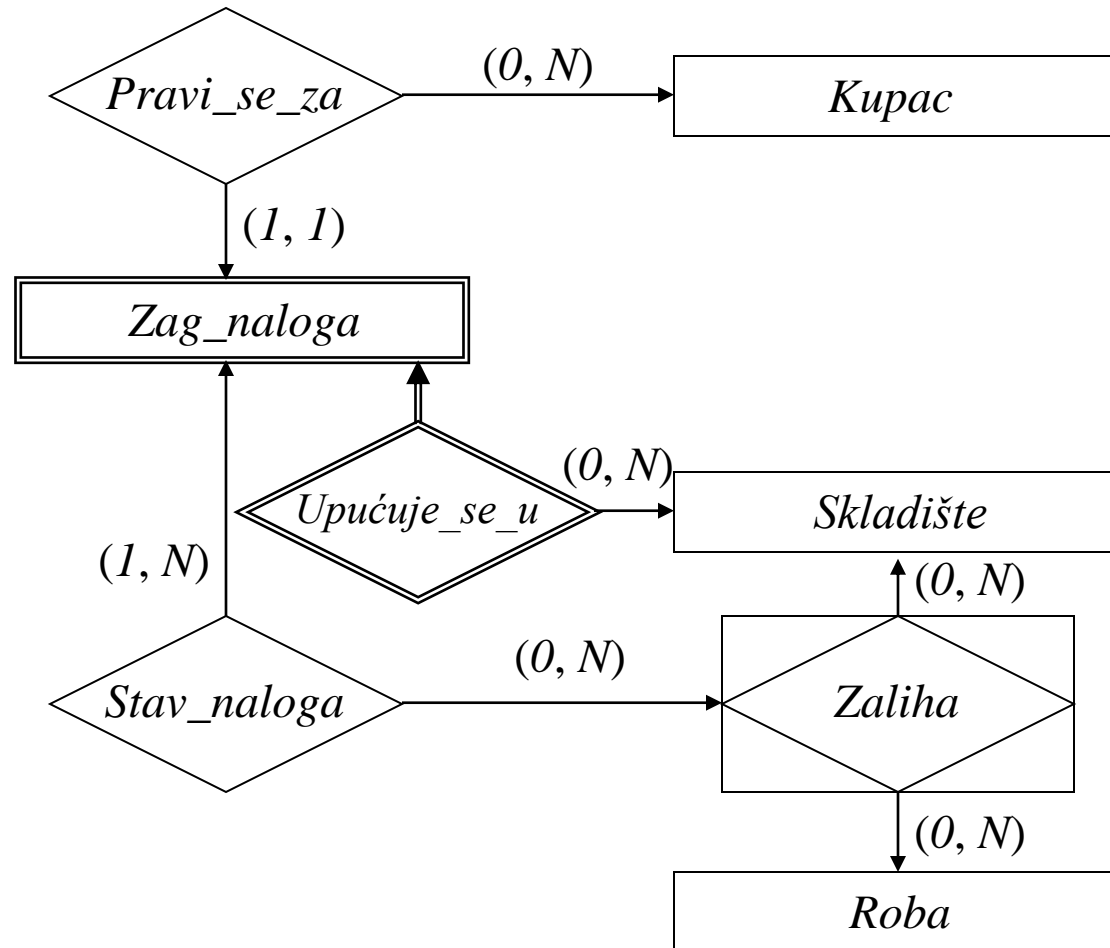 Pravi_se_za
(0, N)
Kupac
(1, 1)
Zag_naloga
Upućuje_se_u
(0, N)
Skladište
(1, N)
(0, N)
(0, N)
Stav_naloga
Zaliha
(0, N)
Roba